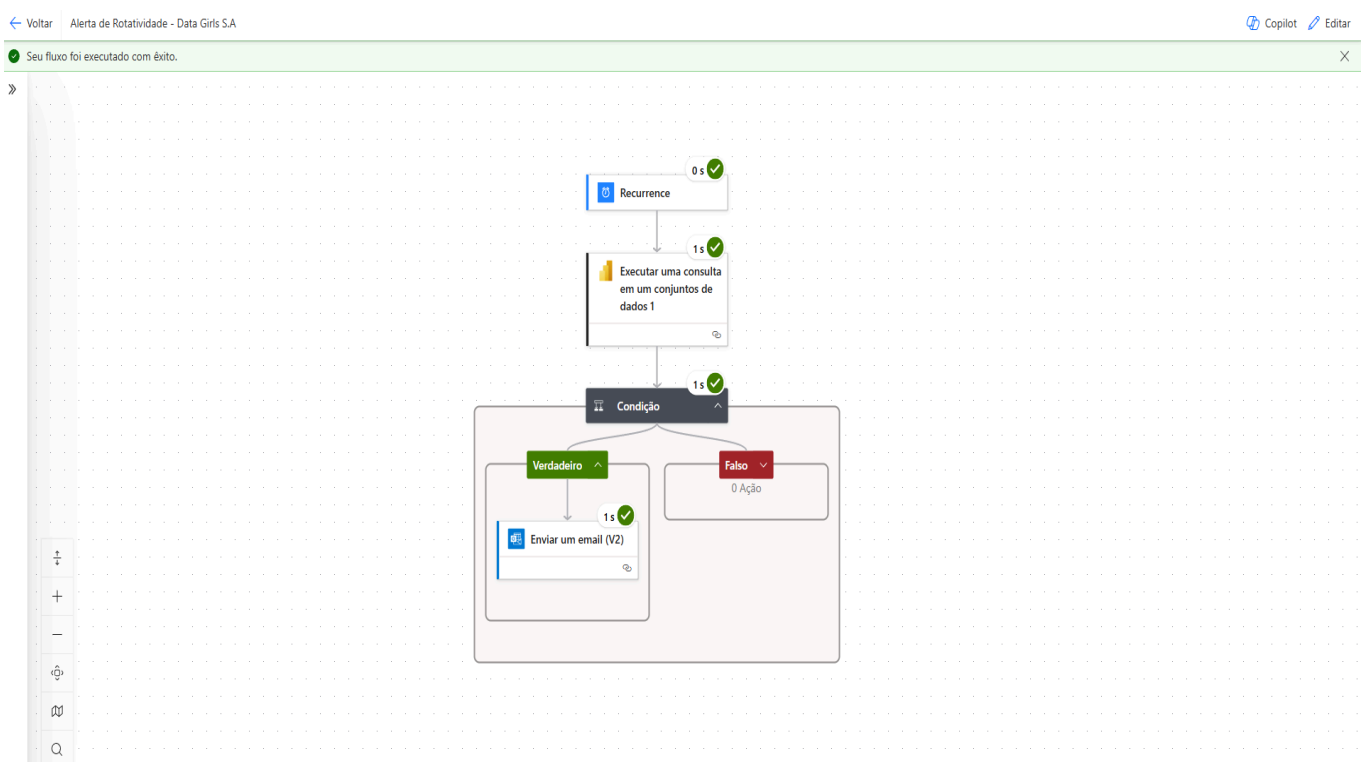 Voltar Alerta de Rotatividade - Data Girls S.A Copilot Editar
Seu fluxo foi executado com êxito.
0 s
Recurrence
1 s
Executar uma consulta
em um conjuntos de
dados 1
1 s
Condição
Verdadeiro
Falso
0 Ação
1 s
Enviar um email (V2)